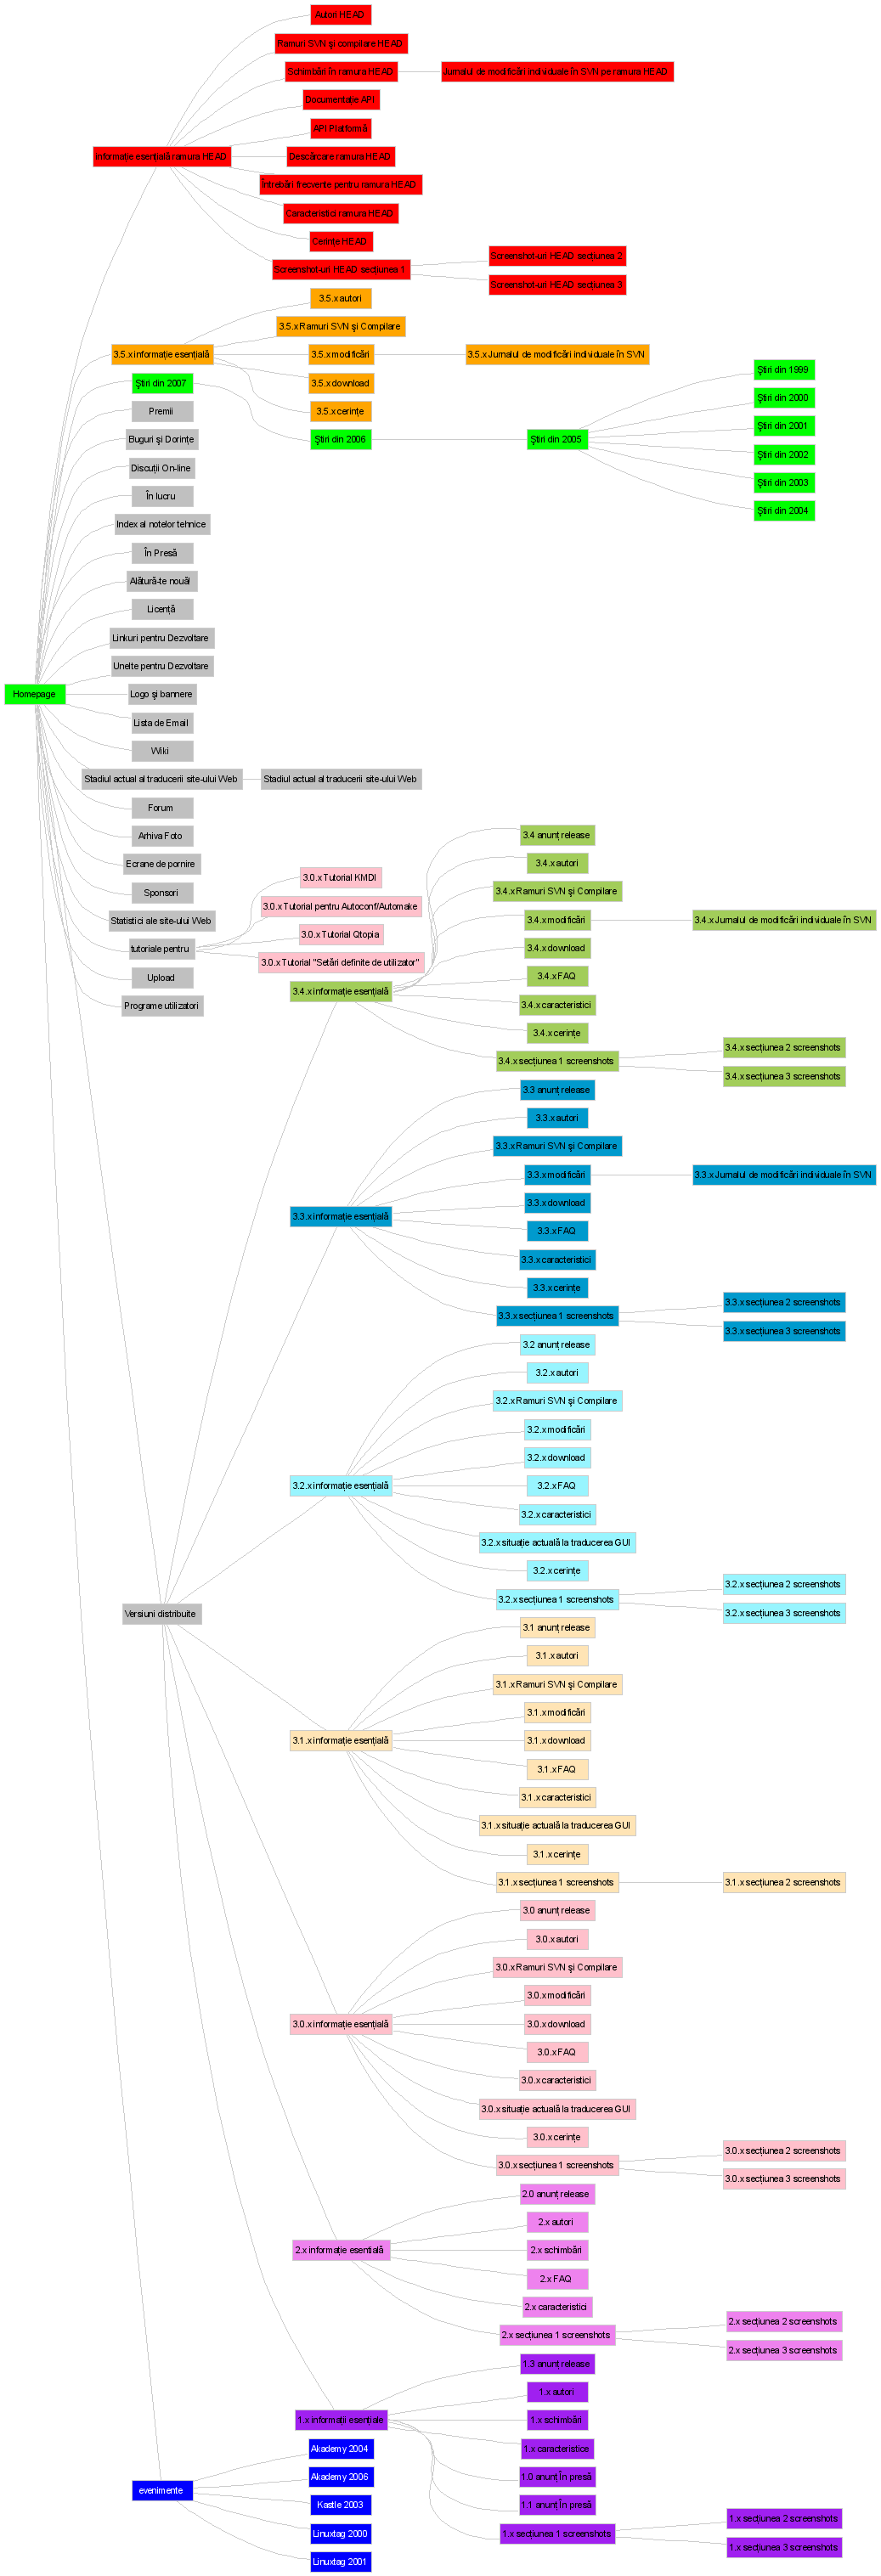 Autori HEAD
Ramuri SVN şi compilare HEAD
Schimbări în ramura HEAD
Jurnalul de modificări individuale în SVN pe ramura HEAD
Documentaţie API
API Platformă
informaţie esenţială ramura HEAD
Descărcare ramura HEAD
Întrebări frecvente pentru ramura HEAD
Caracteristici ramura HEAD
Cerinţe HEAD
Screenshot-uri HEAD secţiunea 1
Screenshot-uri HEAD secţiunea 2
Screenshot-uri HEAD secţiunea 3
3.5.x autori
3.5.x Ramuri SVN şi Compilare
3.5.x informaţie esenţială
3.5.x modificări
3.5.x Jurnalul de modificări individuale în SVN
3.5.x download
3.5.x cerinţe
Ştiri din 2007
Ştiri din 2006
Ştiri din 2005
Ştiri din 1999
Ştiri din 2000
Ştiri din 2001
Ştiri din 2002
Ştiri din 2003
Ştiri din 2004
Premii
Buguri şi Dorinţe
Discuţii On-line
În lucru
Index al notelor tehnice
În Presă
Alătură-te nouă!
Licenţă
Linkuri pentru Dezvoltare
Unelte pentru Dezvoltare
Homepage
Logo şi bannere
Lista de Email
Wiki
Stadiul actual al traducerii site-ului Web
Stadiul actual al traducerii site-ului Web
Forum
Arhiva Foto
Ecrane de pornire
Sponsori
Statistici ale site-ului Web
tutoriale pentru
3.0.x Tutorial KMDI
3.0.x Tutorial pentru Autoconf/Automake
3.0.x Tutorial Qtopia
3.0.x Tutorial "Setări definite de utilizator"
Upload
Programe utilizatori
3.4 anunţ release
3.4.x autori
3.4.x Ramuri SVN şi Compilare
3.4.x modificări
3.4.x Jurnalul de modificări individuale în SVN
3.4.x download
3.4.x FAQ
3.4.x informaţie esenţială
3.4.x caracteristici
3.4.x cerinţe
3.4.x secţiunea 1 screenshots
3.4.x secţiunea 2 screenshots
3.4.x secţiunea 3 screenshots
3.3 anunţ release
3.3.x autori
3.3.x Ramuri SVN şi Compilare
3.3.x modificări
3.3.x Jurnalul de modificări individuale în SVN
3.3.x download
3.3.x informaţie esenţială
3.3.x FAQ
3.3.x caracteristici
3.3.x cerinţe
3.3.x secţiunea 1 screenshots
3.3.x secţiunea 2 screenshots
3.3.x secţiunea 3 screenshots
3.2 anunţ release
3.2.x autori
3.2.x Ramuri SVN şi Compilare
3.2.x modificări
3.2.x download
3.2.x informaţie esenţială
3.2.x FAQ
3.2.x caracteristici
3.2.x situaţie actuală la traducerea GUI
3.2.x cerinţe
3.2.x secţiunea 1 screenshots
3.2.x secţiunea 2 screenshots
3.2.x secţiunea 3 screenshots
Versiuni distribuite
3.1 anunţ release
3.1.x autori
3.1.x Ramuri SVN şi Compilare
3.1.x modificări
3.1.x informaţie esenţială
3.1.x download
3.1.x FAQ
3.1.x caracteristici
3.1.x situaţie actuală la traducerea GUI
3.1.x cerinţe
3.1.x secţiunea 1 screenshots
3.1.x secţiunea 2 screenshots
3.0 anunţ release
3.0.x autori
3.0.x Ramuri SVN şi Compilare
3.0.x modificări
3.0.x informaţie esenţială
3.0.x download
3.0.x FAQ
3.0.x caracteristici
3.0.x situaţie actuală la traducerea GUI
3.0.x cerinţe
3.0.x secţiunea 1 screenshots
3.0.x secţiunea 2 screenshots
3.0.x secţiunea 3 screenshots
2.0 anunţ release
2.x autori
2.x informaţie esentială
2.x schimbări
2.x FAQ
2.x caracteristici
2.x secţiunea 1 screenshots
2.x secţiunea 2 screenshots
2.x secţiunea 3 screenshots
1.3 anunţ release
1.x autori
1.x informaţii esenţiale
1.x schimbări
1.x caracteristice
1.0 anunţ în presă
1.1 anunţ în presă
1.x secţiunea 1 screenshots
1.x secţiunea 2 screenshots
1.x secţiunea 3 screenshots
evenimente
Akademy 2004
Akademy 2006
Kastle 2003
Linuxtag 2000
Linuxtag 2001